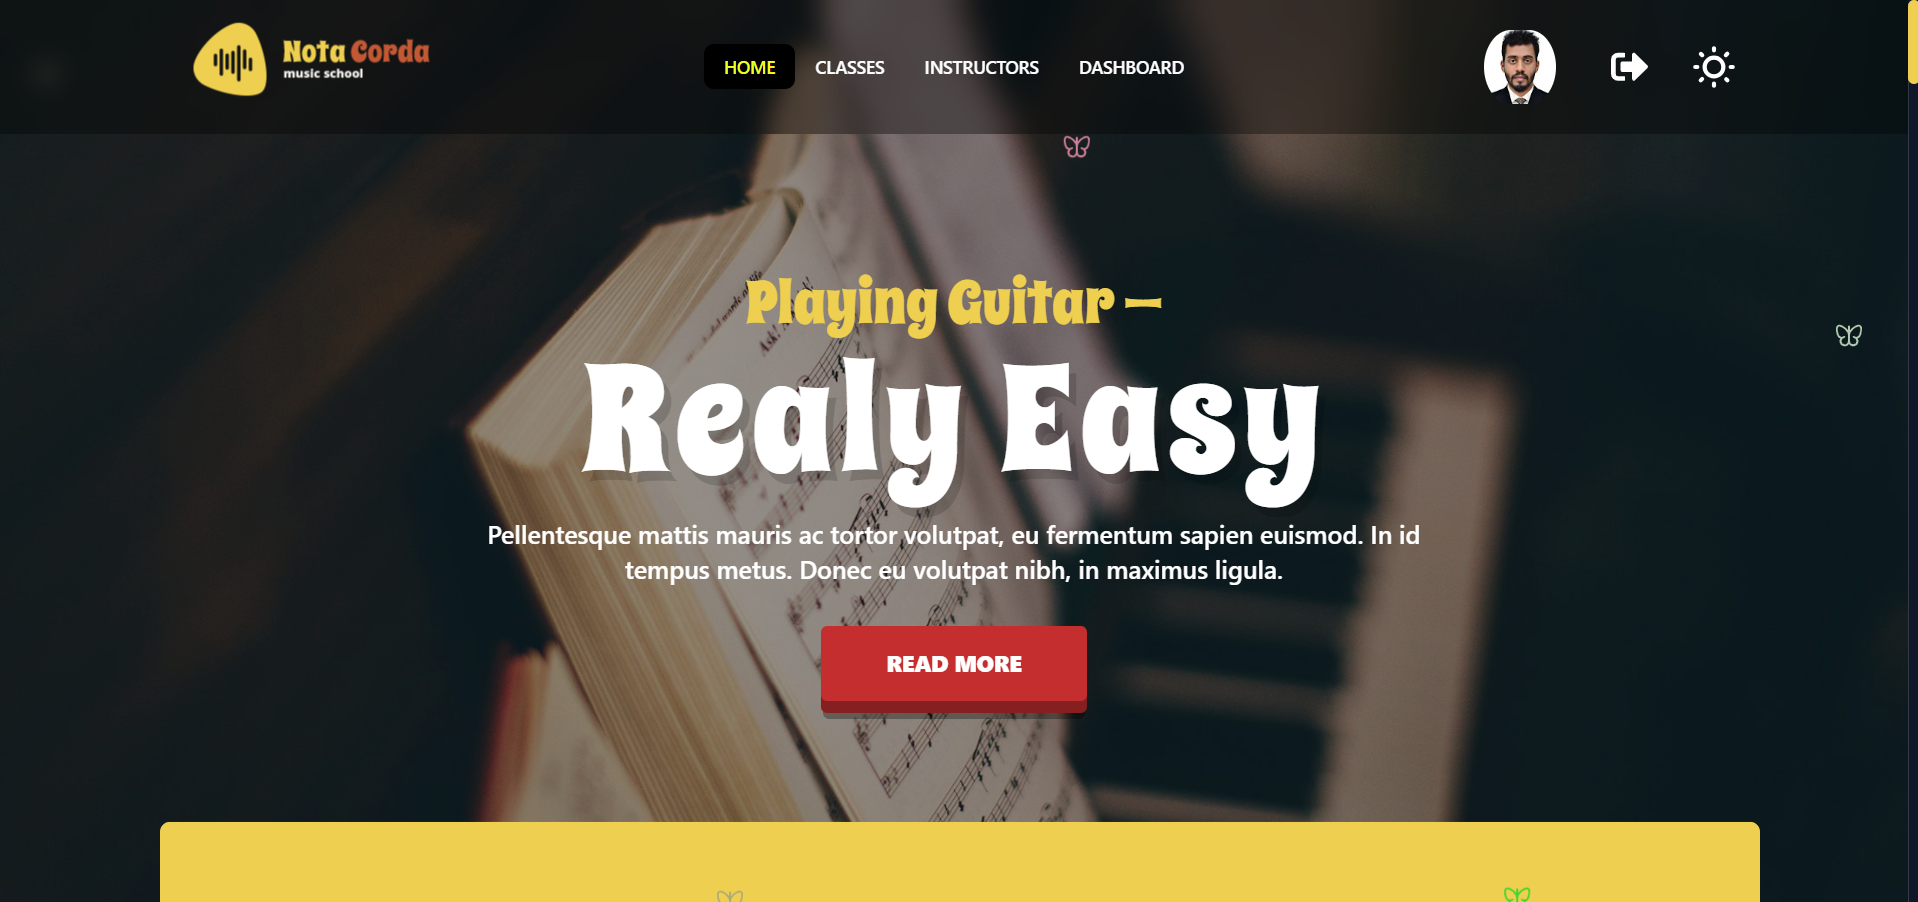 Nota Corda
music school
HOME CLASSES INSTRUCTORS DASHBOARD
Playing Guitar —
Realy Easy
Pellentesque mattis mauris ac tortor volutpat, eu fermentum sapien euismod. In id
tempus metus. Donec eu volutpat nibh, in maximus ligula.
READ MORE